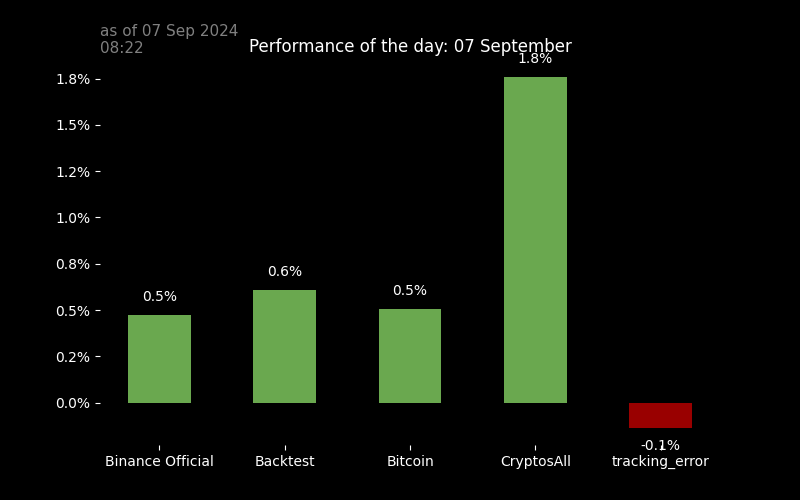 as of 07 Sep 2024
08:22
Performance of the day: 07 September
1.8%
1.5%
1.2%
1.0%
0.8%
0.5%
0.2%
0.0%
0.5%
0.6%
0.5%
1.8%
-0.1%
Binance Official
Backtest
Bitcoin
CryptosAll
tracking_error